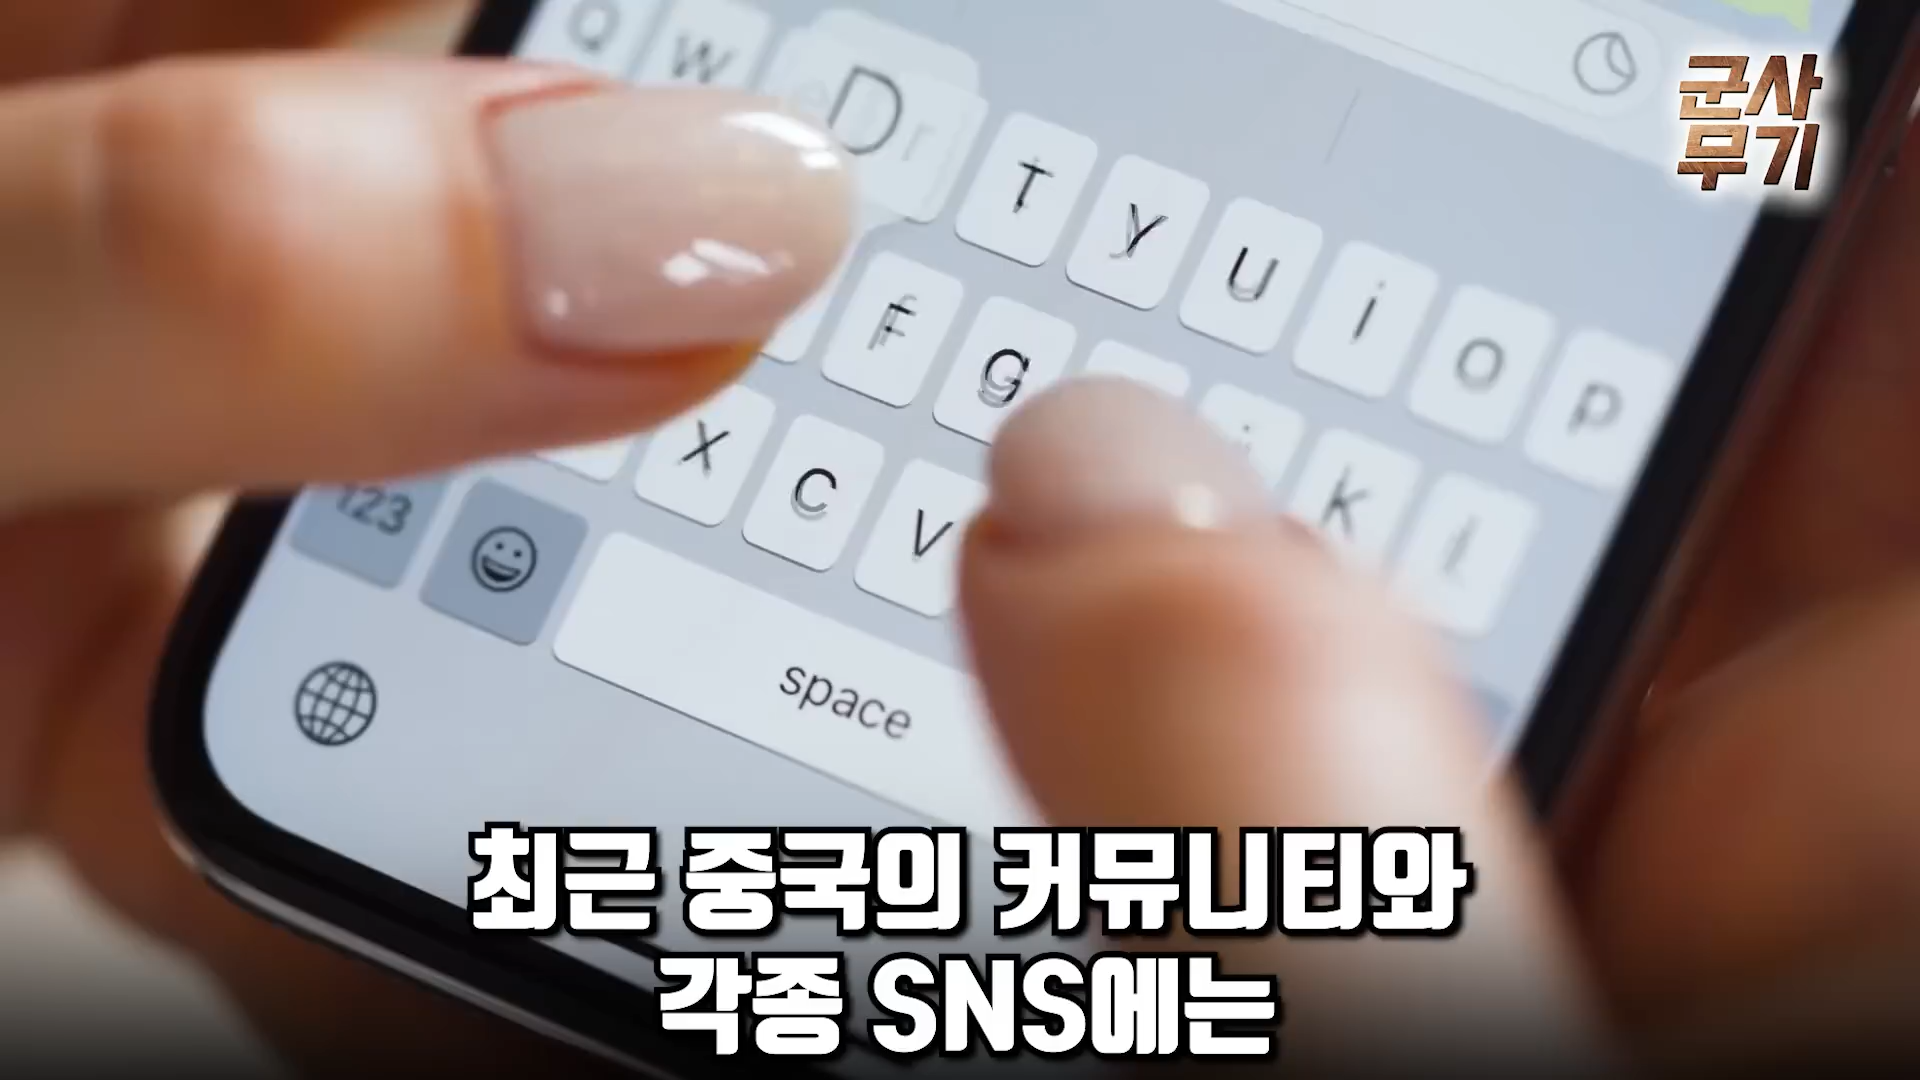 군사
무기
Q W D r
T y u i o p
F g j k l
x c v
123
space
최근 중국의 커뮤니티와
각종 SNS에는